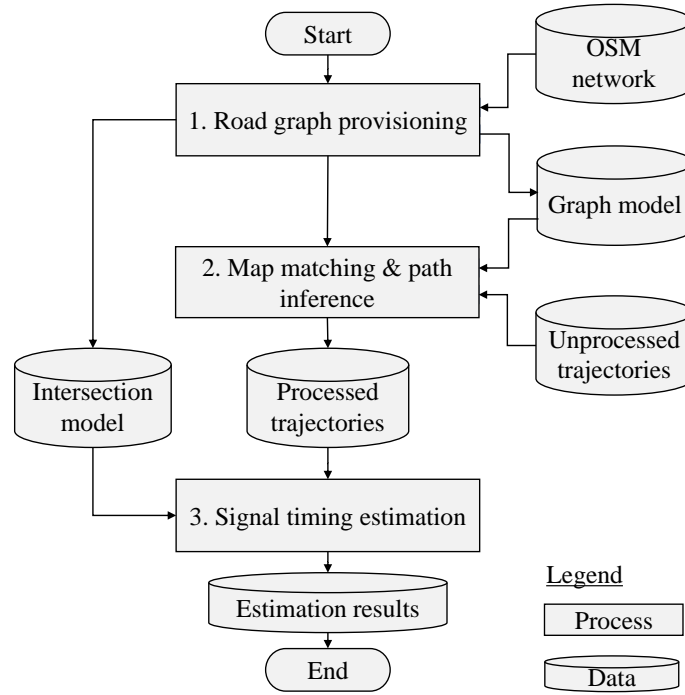 Start
OSM
network
1. Road graph provisioning
Graph model
2. Map matching & path
inference
Unprocessed
trajectories
Intersection
model
Processed
trajectories
3. Signal timing estimation
Legend
Process
Estimation results
Data
End